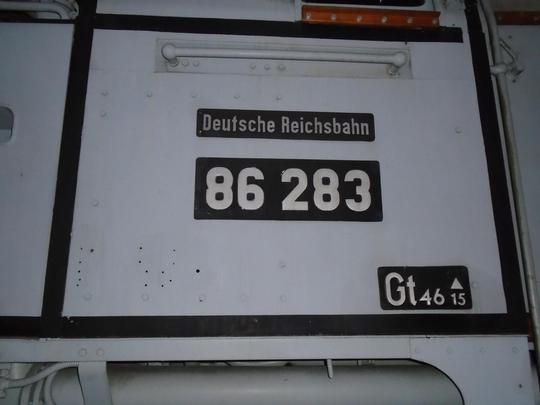 Deutsche Reichsbahn
86 283
Gt 46 ▲ 15